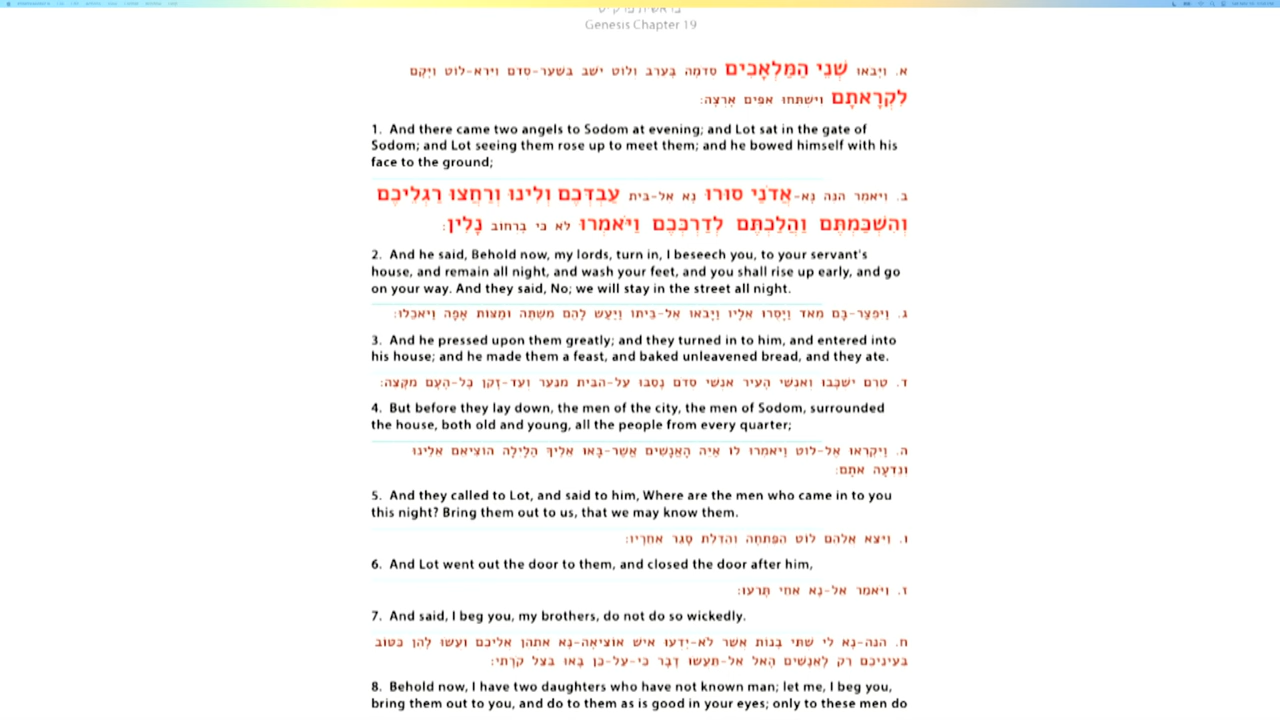 Genesis Chapter 19
א. וַיָּבֹאוּ שְׁנֵי הַמַּלְאָכִים סְדֹמָה בָּעֶרֶב וְלוֹט יֹשֵׁב בְּשַׁעַר-סְדֹם וַיַּרְא-לוֹט וַיָּקָם
לִקְרָאתָם וַיִּשְׁתַּחוּ אַפַּיִם אָרְצָה:
1. And there came two angels to Sodom at evening; and Lot sat in the gate of
Sodom; and Lot seeing them rose up to meet them; and he bowed himself with his
face to the ground;
ב. וַיֹּאמֶר הִנֶּה נָּא-אֲדֹנַי סוּרוּ נָא אֶל-בֵּית עַבְדְּכֶם וְלִינוּ וְרַחֲצוּ רַגְלֵיכֶם
וְהִשְׁכַּמְתֶּם וַהֲלַכְתֶּם לְדַרְכְּכֶם וַיֹּאמְרוּ לֹּא כִּי בָרְחוֹב נָלִין:
2. And he said, Behold now, my lords, turn in, I beseech you, to your servant's
house, and remain all night, and wash your feet, and you shall rise up early, and go
on your way. And they said, No; we will stay in the street all night.
ג. וַיִּפְצַר-בָּם מְאֹד וַיָּסֻרוּ אֵלָיו וַיָּבֹאוּ אֶל-בֵּיתוֹ וַיַּעַשׂ לָהֶם מִשְׁתֶּה וּמַצּוֹת אָפָה וַיֹּאכֵלוּ:
3. And he pressed upon them greatly; and they turned in to him, and entered into
his house; and he made them a feast, and baked unleavened bread, and they ate.
ד. טֶרֶם יִשְׁכָּבוּ וְאַנְשֵׁי הָעִיר אַנְשֵׁי סְדֹם נָסַבּוּ עַל-הַבַּיִת מִנַּעַר וְעַד-זָקֵן כָּל-הָעָם מִקָּצֶה:
4. But before they lay down, the men of the city, the men of Sodom, surrounded
the house, both old and young, all the people from every quarter;
ה. וַיִּקְרְאוּ אֶל-לוֹט וַיֹּאמְרוּ לוֹ אַיֵּה הָאֲנָשִׁים אֲשֶׁר-בָּאוּ אֵלֶיךָ הַלָּיְלָה הוֹצִיאֵם אֵלֵינוּ
וְנֵדְעָה אֹתָם:
5. And they called to Lot, and said to him, Where are the men who came in to you
this night? Bring them out to us, that we may know them.
ו. וַיֵּצֵא אֲלֵהֶם לוֹט הַפֶּתְחָה וְהַדֶּלֶת סָגַר אַחֲרָיו:
6. And Lot went out the door to them, and closed the door after him,
ז. וַיֹּאמַר אַל-נָא אַחַי תָּרֵעוּ:
7. And said, I beg you, my brothers, do not do so wickedly.
ח. הִנֵּה-נָא לִי שְׁתֵּי בָנוֹת אֲשֶׁר לֹא-יָדְעוּ אִישׁ אוֹצִיאָה-נָּא אֶתְהֶן אֲלֵיכֶם וַעֲשׂוּ לָהֶן כַּטּוֹב
בְּעֵינֵיכֶם רַק לָאֲנָשִׁים הָאֵל אַל-תַּעֲשׂוּ דָבָר כִּי-עַל-כֵּן בָּאוּ בְּצֵל קֹרָתִי:
8. Behold now, I have two daughters who have not known man; let me, I beg you,
bring them out to you, and do to them as is good in your eyes; only to these men do